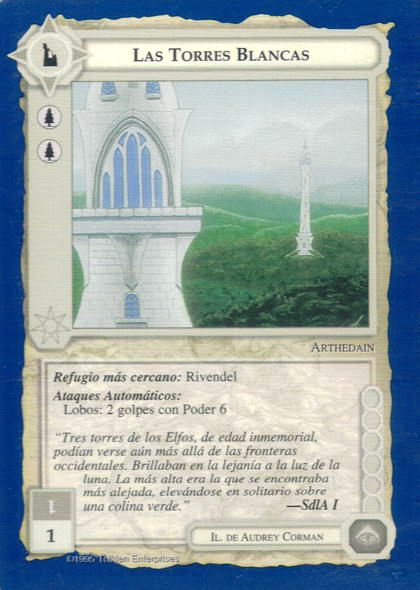 LAS TORRES BLANCAS
ARTHEDAIN
Refugio más cercano: Rivendel
Ataques Automáticos:
Lobos: 2 golpes con Poder 6
“Tres torres de los Elfos, de edad inmemorial,
podían verse aún más allá de las fronteras
occidentales. Brillaban en la lejanía a la luz de la
luna. La más alta era la que se encontraba
más alejada, elevándose en solitario sobre
una colina verde.” —SdlA I
1
1
IL. DE AUDREY CORMAN
©1995 Tolkien Enterprises